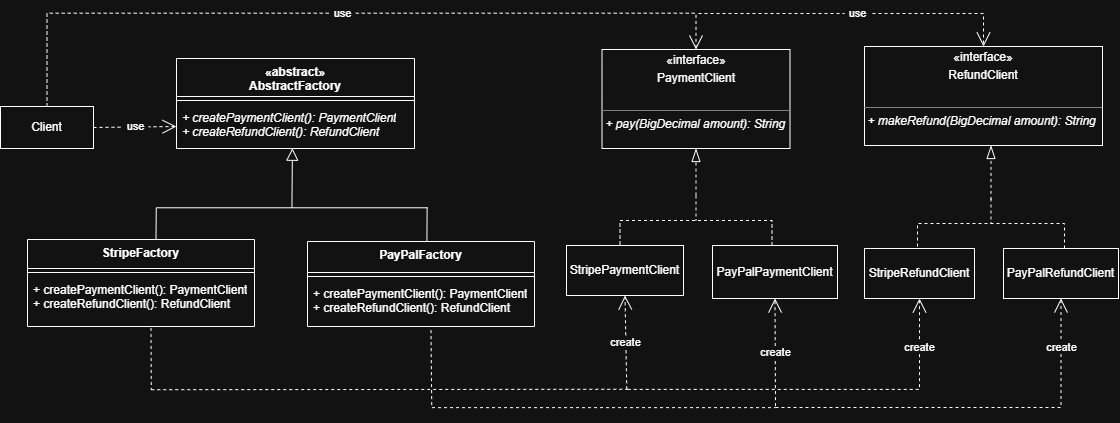 use
use
«abstract»
AbstractFactory
+ createPaymentClient(): PaymentClient
+ createRefundClient(): RefundClient
«interface»
PaymentClient
+ pay(BigDecimal amount): String
«interface»
RefundClient
+ makeRefund(BigDecimal amount): String
Client
use
StripeFactory
+ createPaymentClient(): PaymentClient
+ createRefundClient(): RefundClient
PayPalFactory
+ createPaymentClient(): PaymentClient
+ createRefundClient(): RefundClient
StripePaymentClient
PayPalPaymentClient
StripeRefundClient
PayPalRefundClient
create
create
create
create